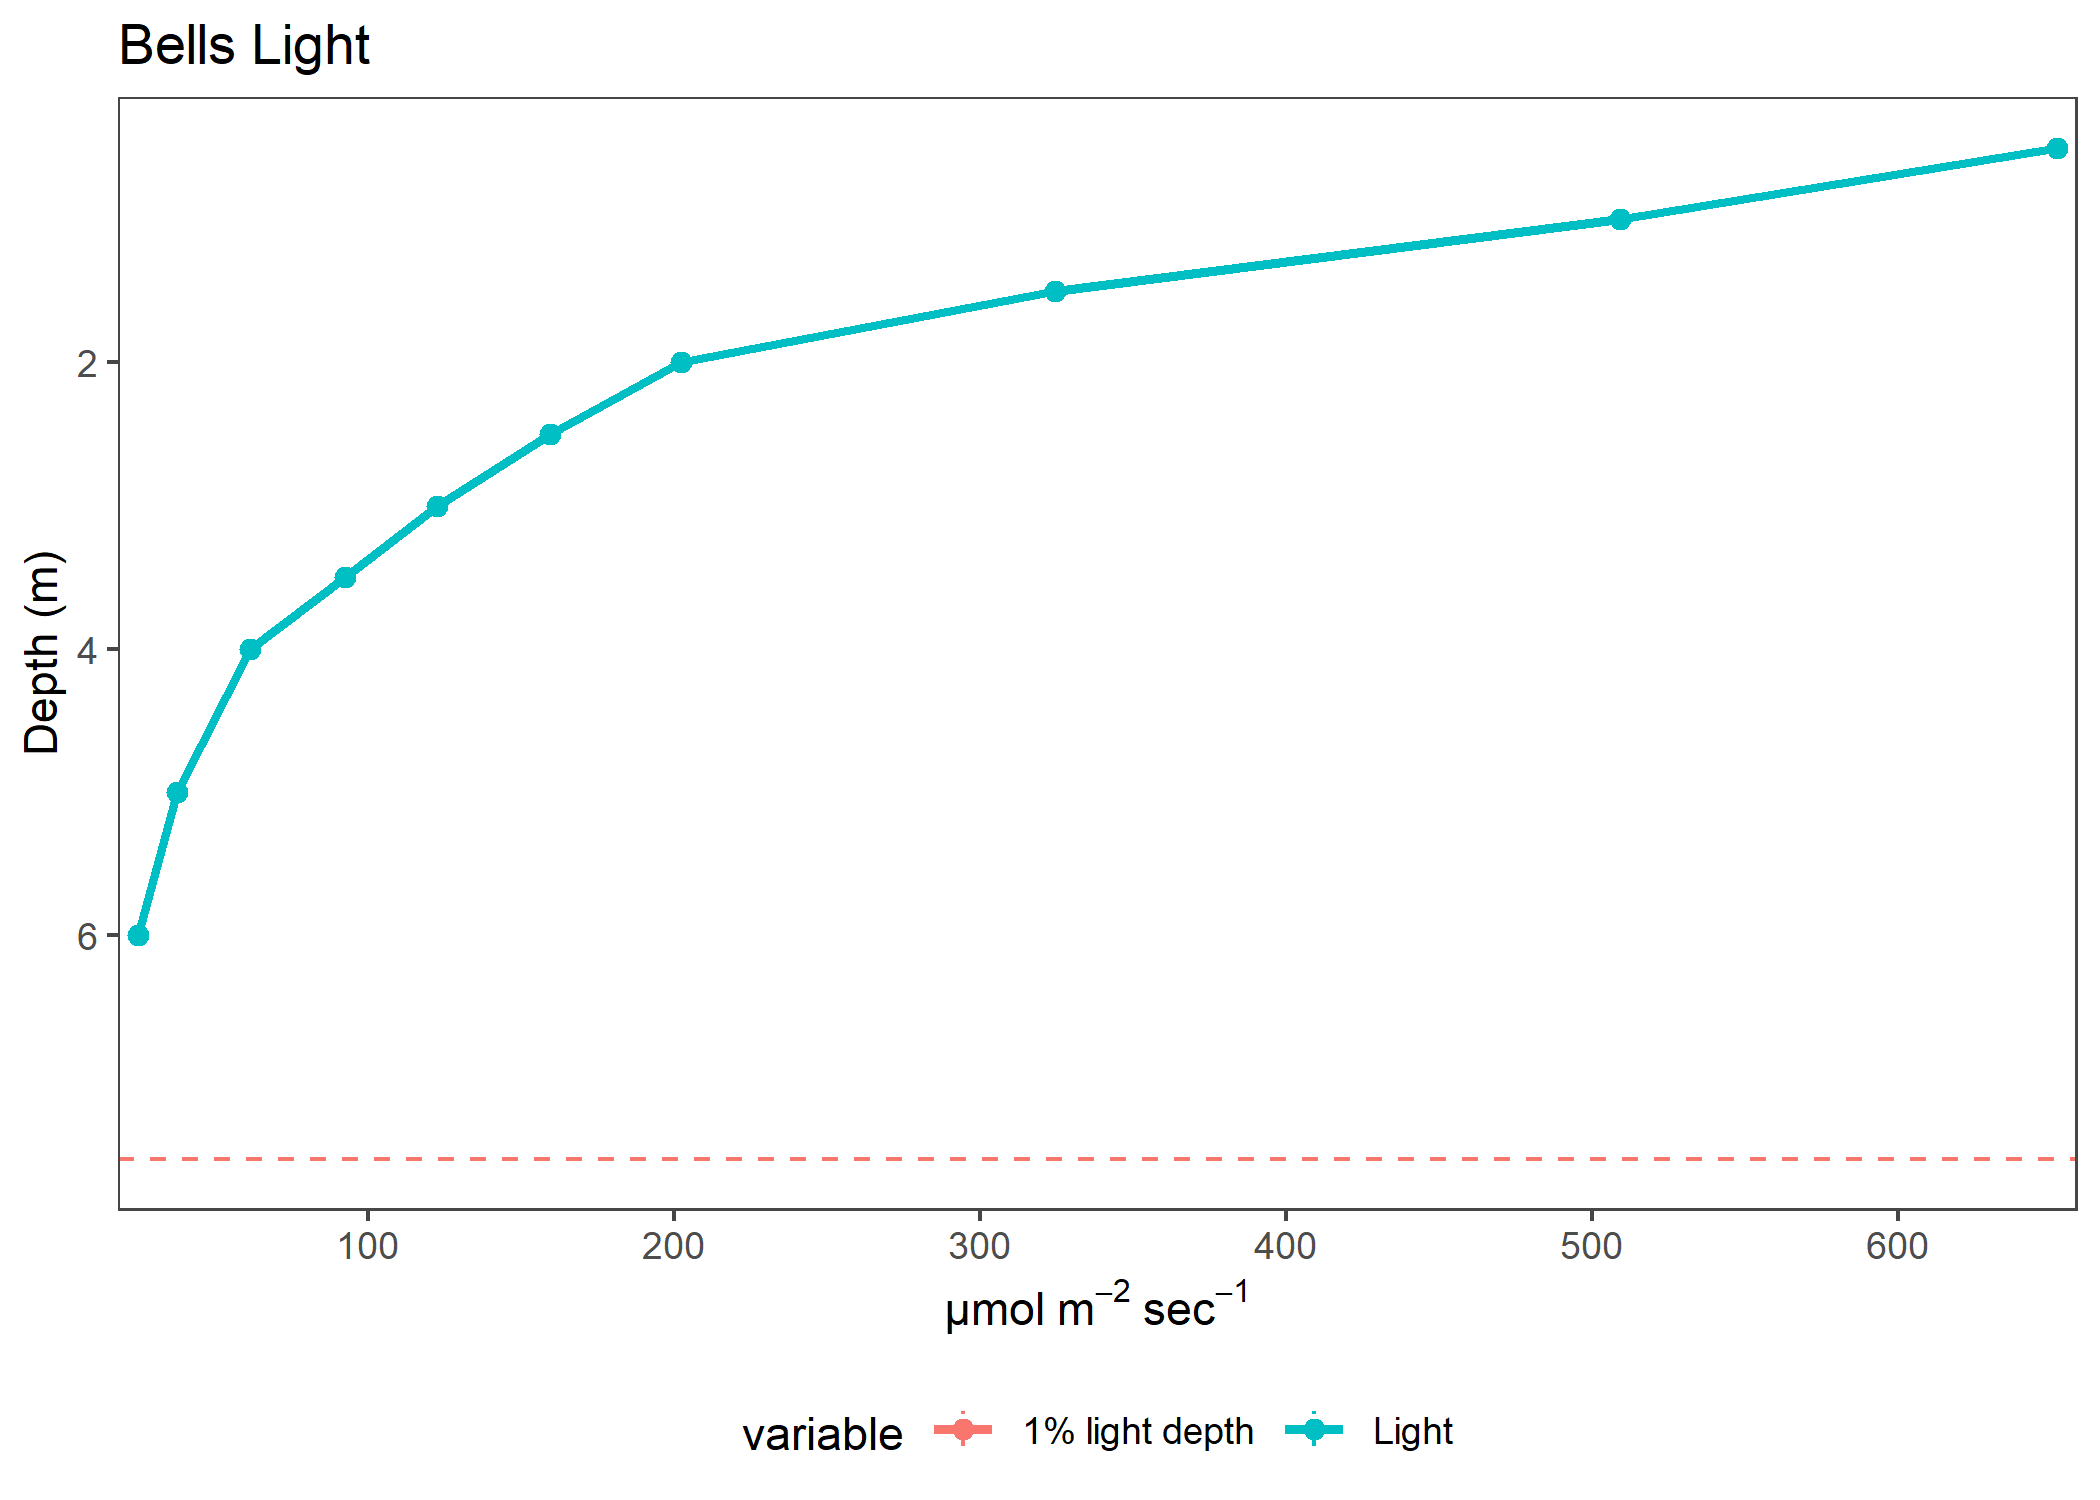 Bells Light
Depth (m)
2
4
6
100 200 300 400 500 600
µmol m⁻² sec⁻¹
variable 1% light depth Light